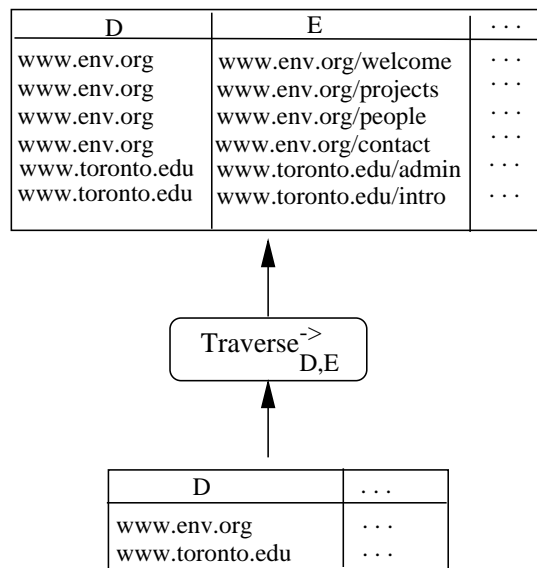 D E . . .
www.env.org www.env.org/welcome . . .
www.env.org www.env.org/projects . . .
www.env.org www.env.org/people . . .
www.env.org www.env.org/contact . . .
www.toronto.edu www.toronto.edu/admin . . .
www.toronto.edu www.toronto.edu/intro . . .
Traverse->
D,E
D . . .
www.env.org . . .
www.toronto.edu . . .